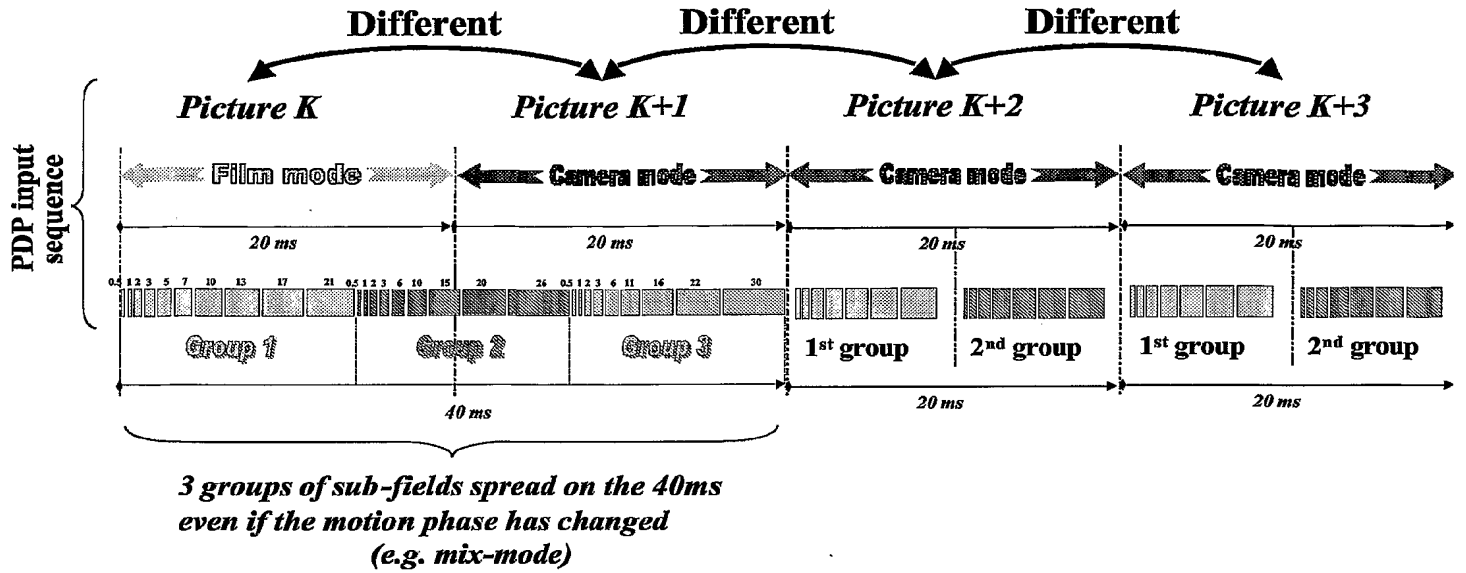 Different Different Different
Picture K Picture K+1 Picture K+2 Picture K+3
PDP input
sequence
Film mode Camera mode Camera mode Camera mode
20 ms 20 ms 20 ms 20 ms
0.5 1 2 3 5 7 10 13 17 21 0.5 1 2 3 6 10 15 20 26 0.5 1 2 3 6 11 16 22 30
Group 1 Group 2 Group 3 1st group 2nd group 1st group 2nd group
40 ms 20 ms 20 ms
3 groups of sub-fields spread on the 40ms
even if the motion phase has changed
(e.g. mix-mode)